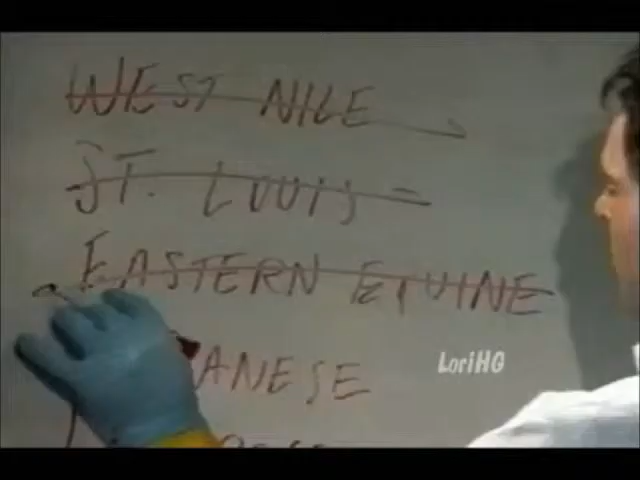 WEST NILE
ST. LOUIS
EASTERN EQUINE
ANESE
LoriHG